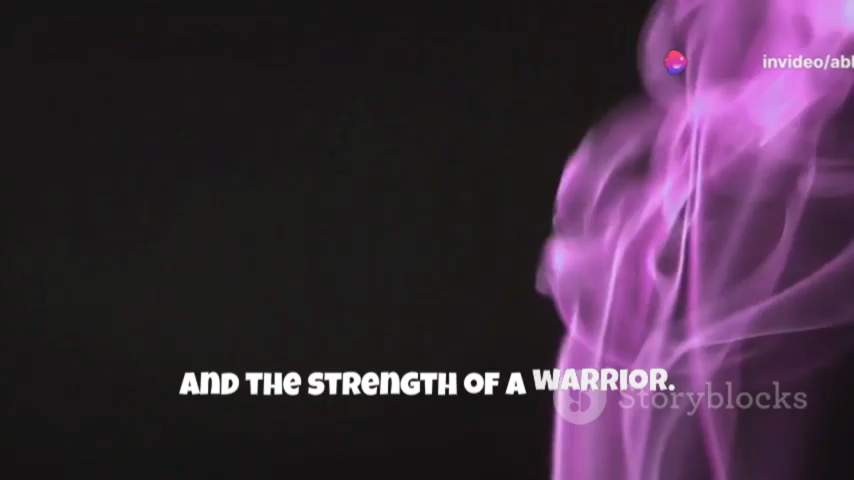 invideo/abl
AND THE STRENGTH OF A WARRIOR.
Storyblocks